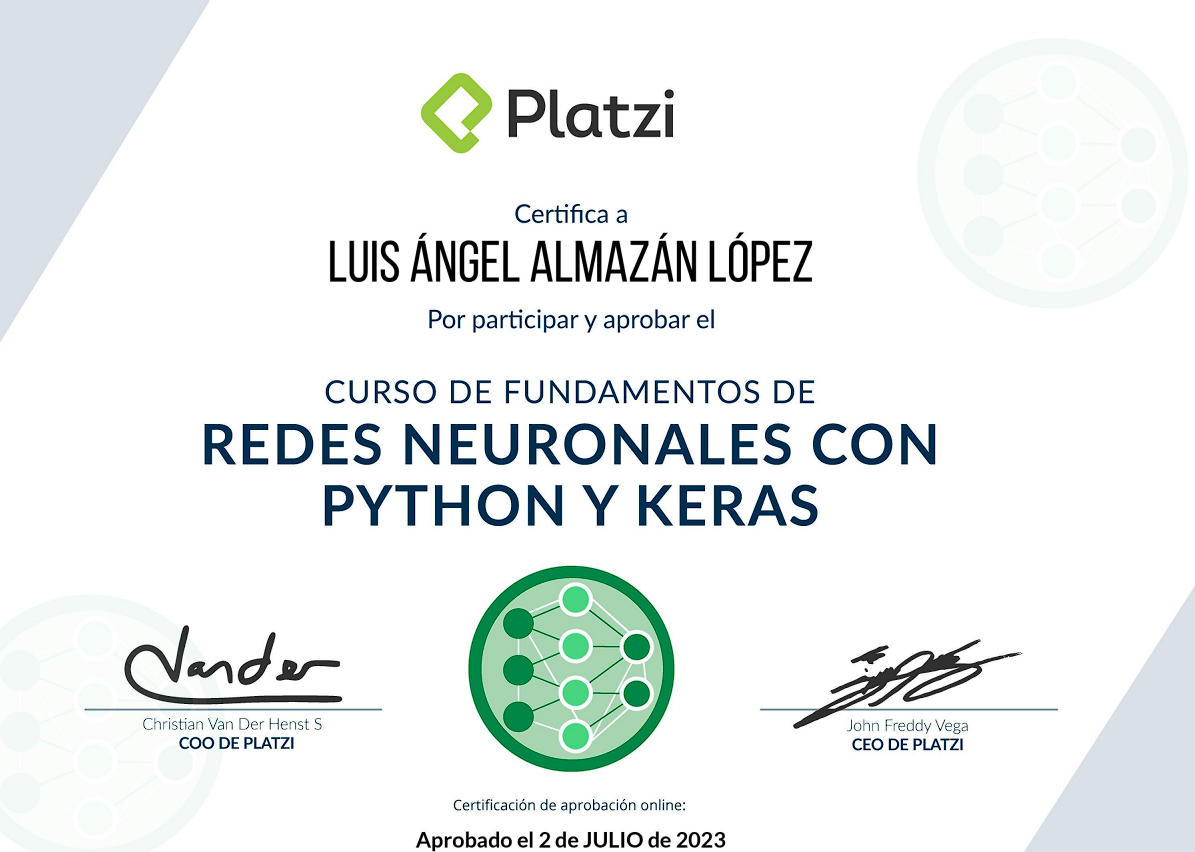 Platzi
Certifica a
LUIS ÁNGEL ALMAZÁN LÓPEZ
Por participar y aprobar el
CURSO DE FUNDAMENTOS DE
REDES NEURONALES CON
PYTHON Y KERAS
Vander
Christian Van Der Henst S
COO DE PLATZI
John Freddy Vega
CEO DE PLATZI
Certificación de aprobación online:
Aprobado el 2 de JULIO de 2023